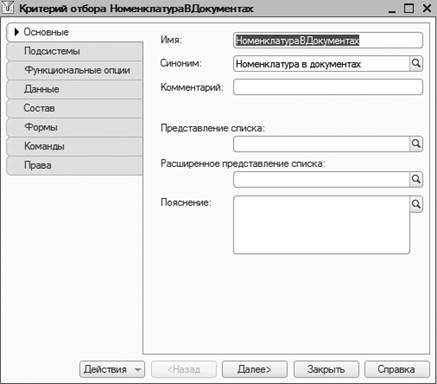 Критерий отбора НоменклатураВДокументах
Основные
Подсистемы
Функциональные опции
Данные
Состав
Формы
Команды
Права
Имя: НоменклатураВДокументах
Синоним: Номенклатура в документах
Комментарий:
Представление списка:
Расширенное представление списка:
Пояснение:
Действия <Назад Далее> Закрыть Справка